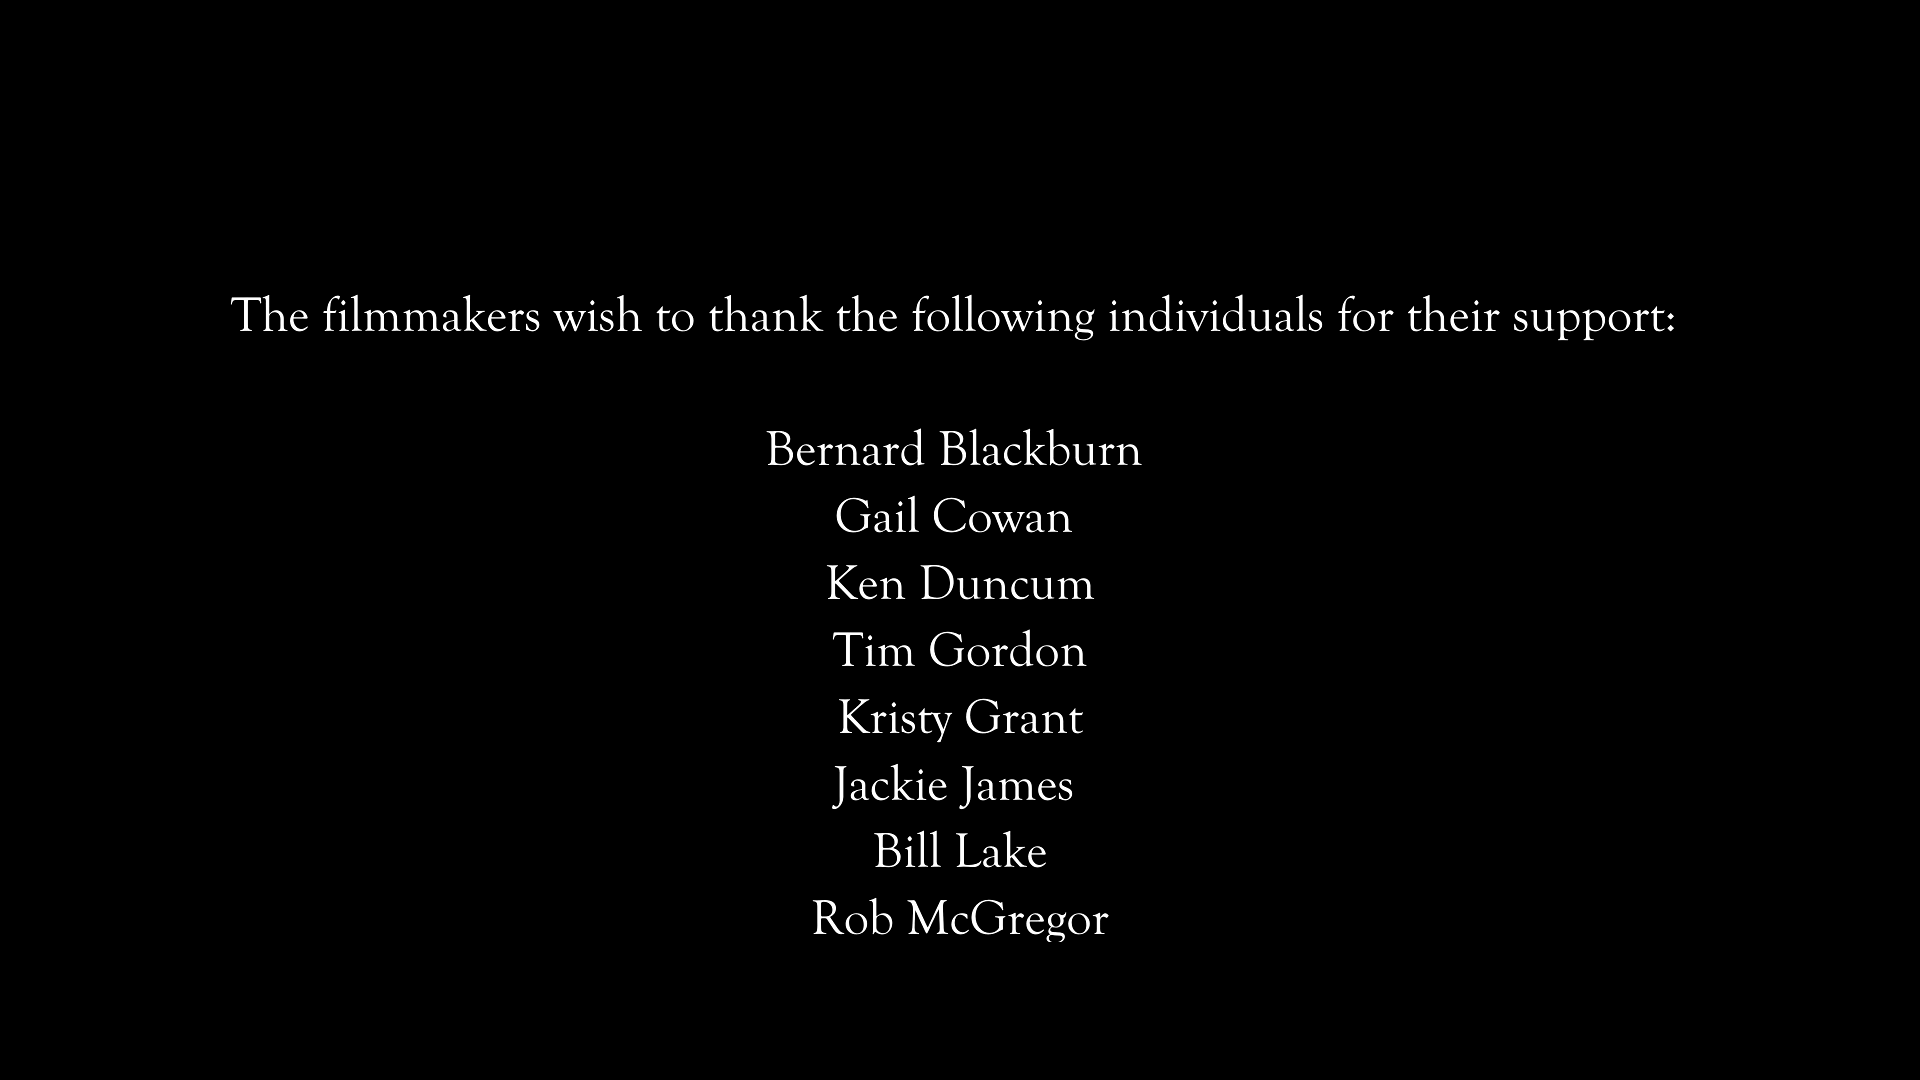 The filmmakers wish to thank the following individuals for their support:
Bernard Blackburn
Gail Cowan
Ken Duncum
Tim Gordon
Kristy Grant
Jackie James
Bill Lake
Rob McGregor